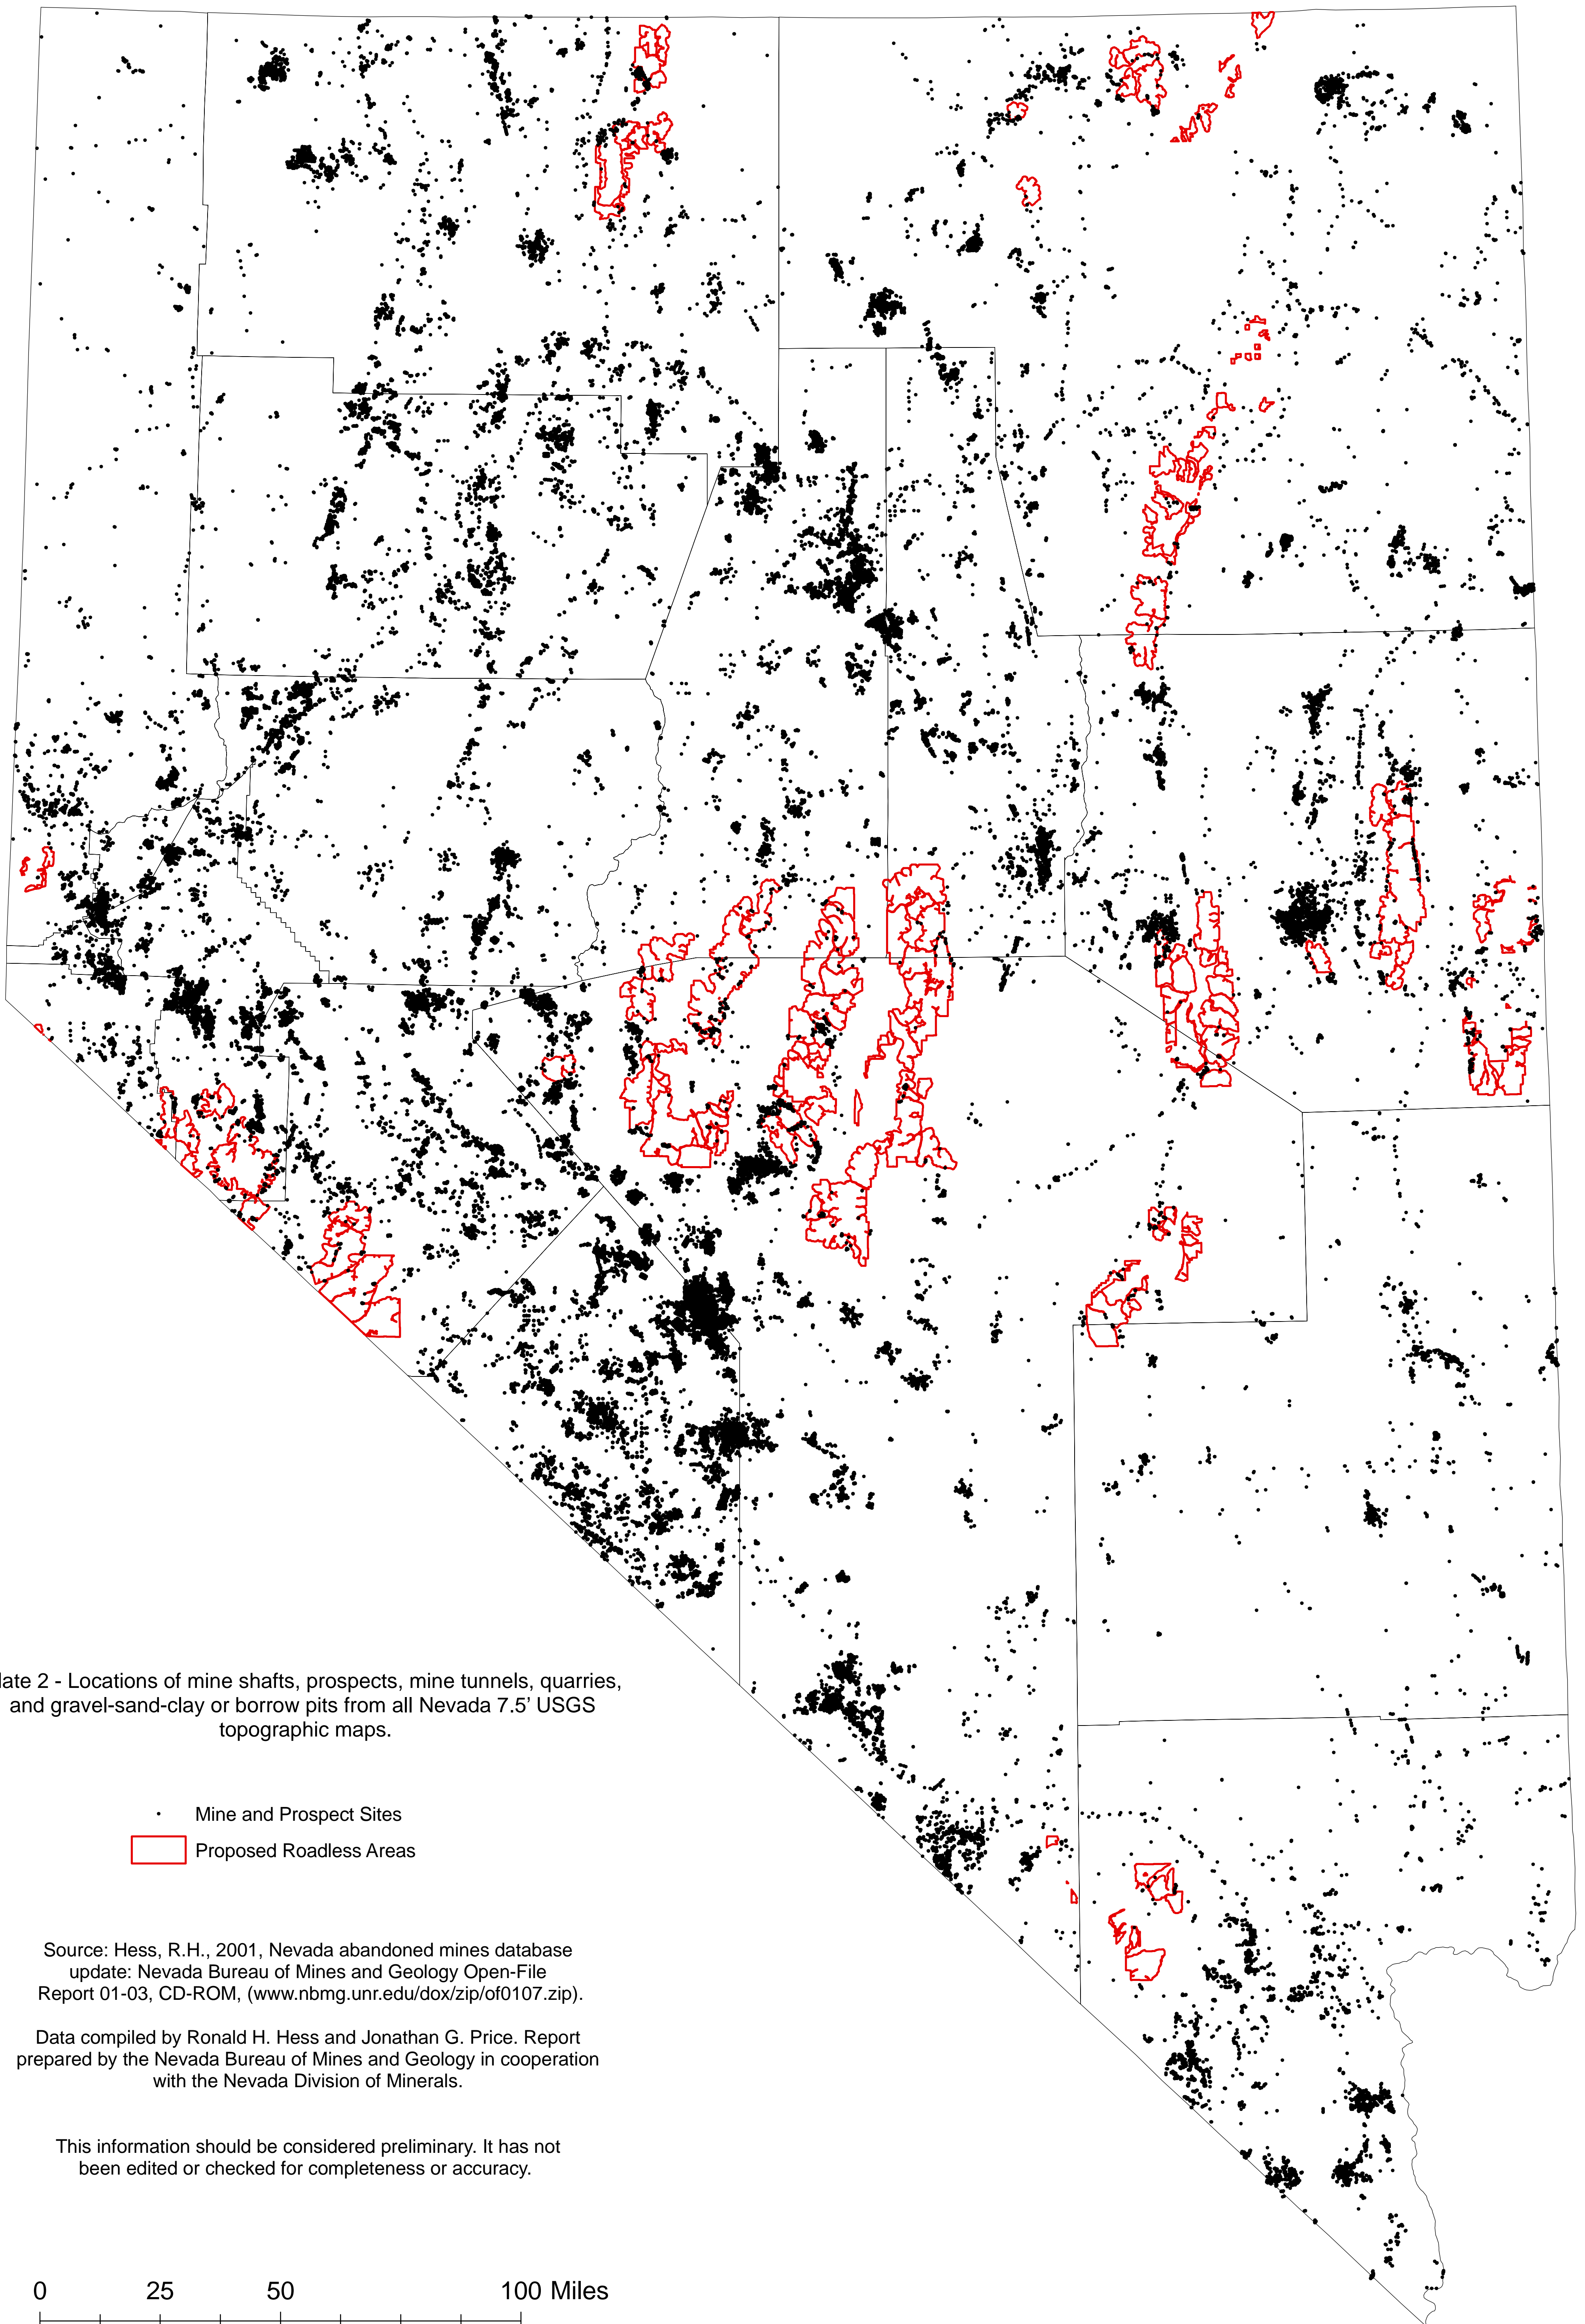 late 2 - Locations of mine shafts, prospects, mine tunnels, quarries,
and gravel-sand-clay or borrow pits from all Nevada 7.5’ USGS
topographic maps.
Mine and Prospect Sites
Proposed Roadless Areas
Source: Hess, R.H., 2001, Nevada abandoned mines database
update: Nevada Bureau of Mines and Geology Open-File
Report 01-03, CD-ROM, (www.nbmg.unr.edu/dox/zip/of0107.zip).
Data compiled by Ronald H. Hess and Jonathan G. Price. Report
prepared by the Nevada Bureau of Mines and Geology in cooperation
with the Nevada Division of Minerals.
This information should be considered preliminary. It has not
been edited or checked for completeness or accuracy.
0 25 50 100 Miles